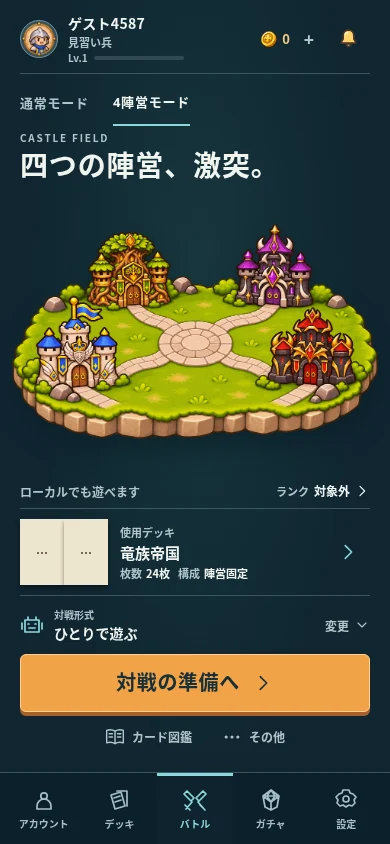 ゲスト4587
見習い兵
Lv.1
0 +
通常モード 4陣営モード
CASTLE FIELD
四つの陣営、激突。
ローカルでも遊べます
ランク 対象外
... ...
使用デッキ
竜族帝国
枚数 24枚 構成 陣営固定
対戦形式
ひとりで遊ぶ
変更
対戦の準備へ
カード図鑑 ... その他
アカウント デッキ バトル ガチャ 設定